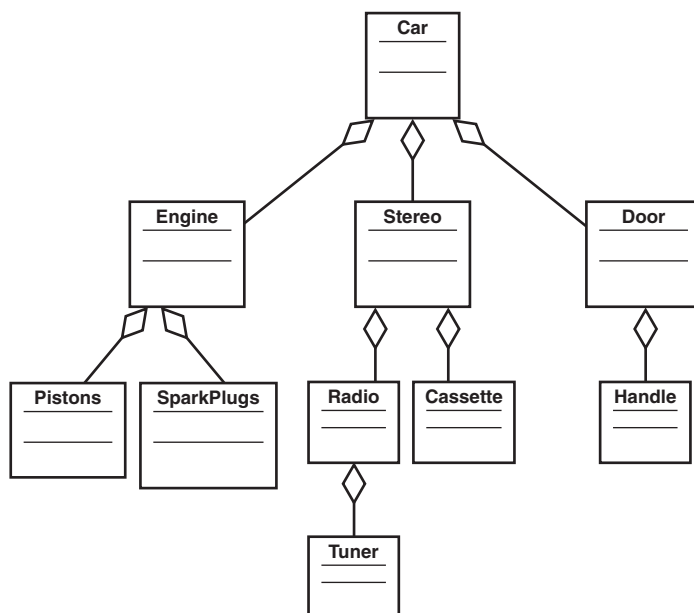 Car
Engine
Stereo
Door
Pistons
SparkPlugs
Radio
Cassette
Handle
Tuner